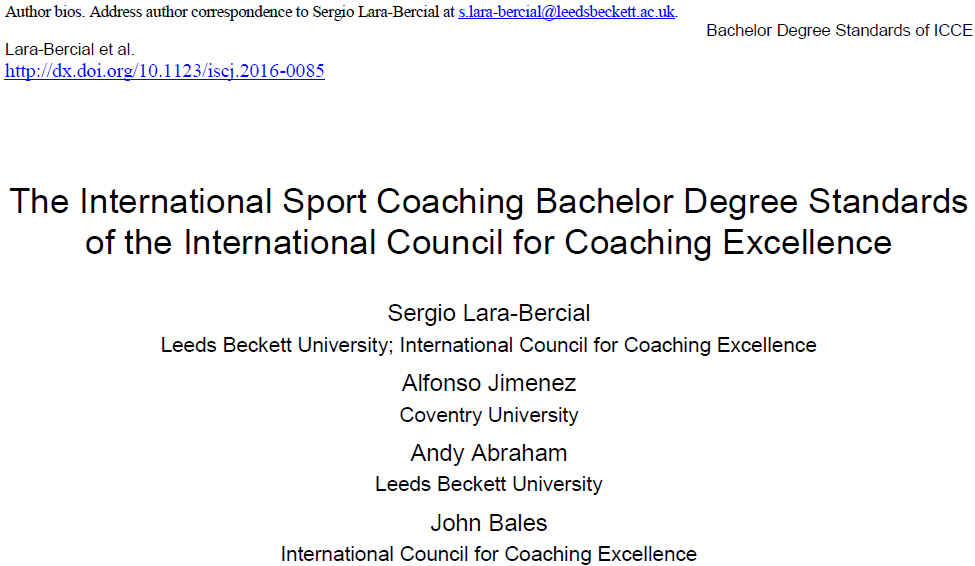 Author bios. Address author correspondence to Sergio Lara-Bercial at s.lara-bercial@leedsbeckett.ac.uk.
Bachelor Degree Standards of ICCE
Lara-Bercial et al.
http://dx.doi.org/10.1123/iscj.2016-0085
The International Sport Coaching Bachelor Degree Standards
of the International Council for Coaching Excellence
Sergio Lara-Bercial
Leeds Beckett University; International Council for Coaching Excellence
Alfonso Jimenez
Coventry University
Andy Abraham
Leeds Beckett University
John Bales
International Council for Coaching Excellence